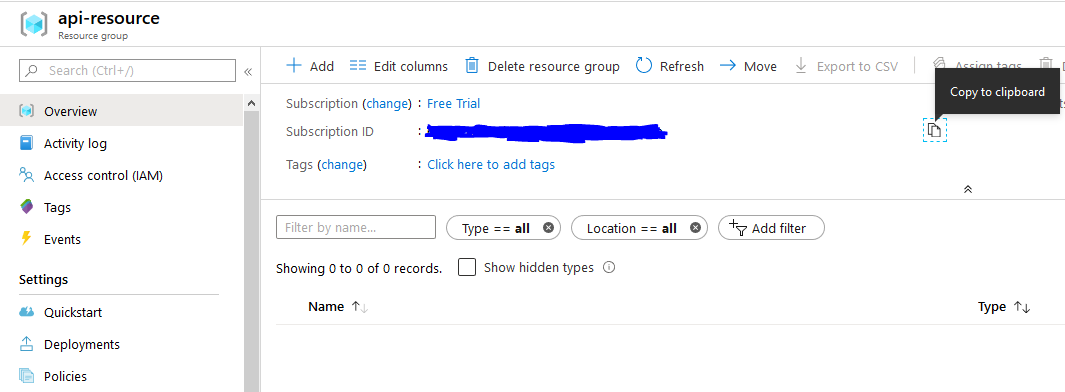 api-resource
Resource group
Search (Ctrl+/)
«
Overview
Activity log
Access control (IAM)
Tags
Events
Settings
Quickstart
Deployments
Policies
Add
Edit columns
Delete resource group
Refresh
Move
Export to CSV
Assign tags
Copy to clipboard
Subscription (change) : Free Trial
Subscription ID :
Tags (change) : Click here to add tags
Filter by name...
Type == all
Location == all
Add filter
Showing 0 to 0 of 0 records.
Show hidden types
Name ↑↓
Type ↑↓